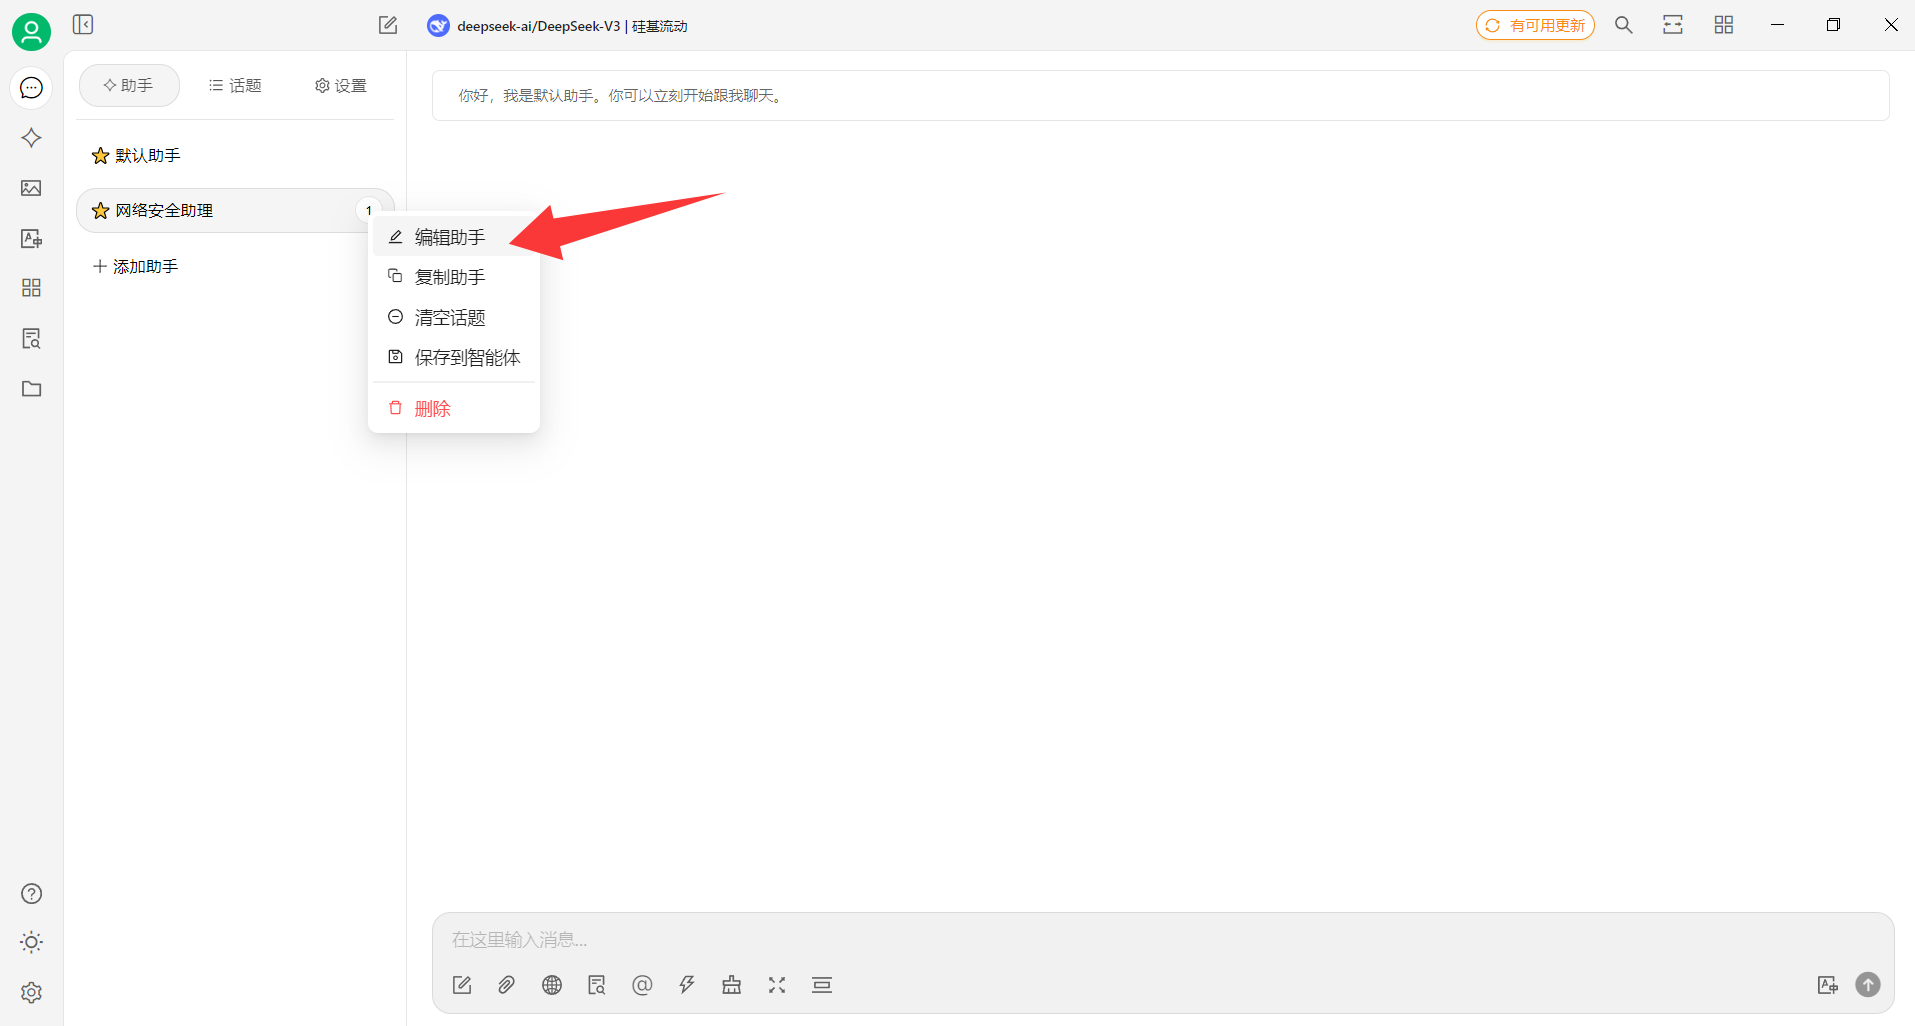 deepseek-ai/DeepSeek-V3 | 硅基流动
有可用更新
助手
话题
设置
你好，我是默认助手。你可以立刻开始跟我聊天。
默认助手
网络安全助理
1
添加助手
编辑助手
复制助手
清空话题
保存到智能体
删除
在这里输入消息...